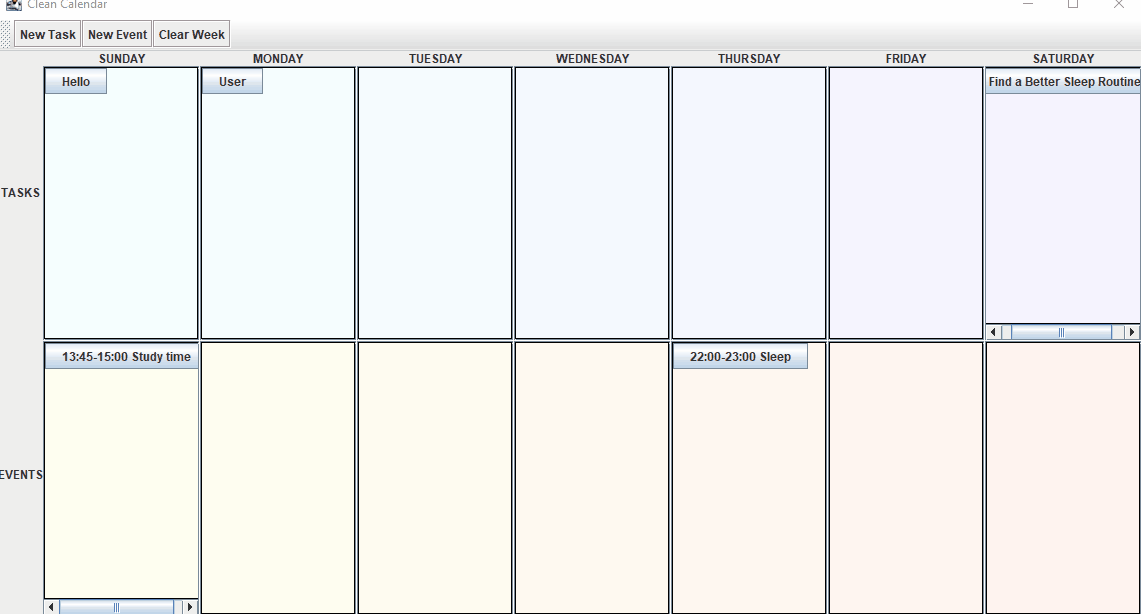 Clean Calendar
New Task New Event Clear Week
SUNDAY MONDAY TUESDAY WEDNESDAY THURSDAY FRIDAY SATURDAY
Hello User Find a Better Sleep Routine
TASKS
13:45-15:00 Study time 22:00-23:00 Sleep
EVENTS